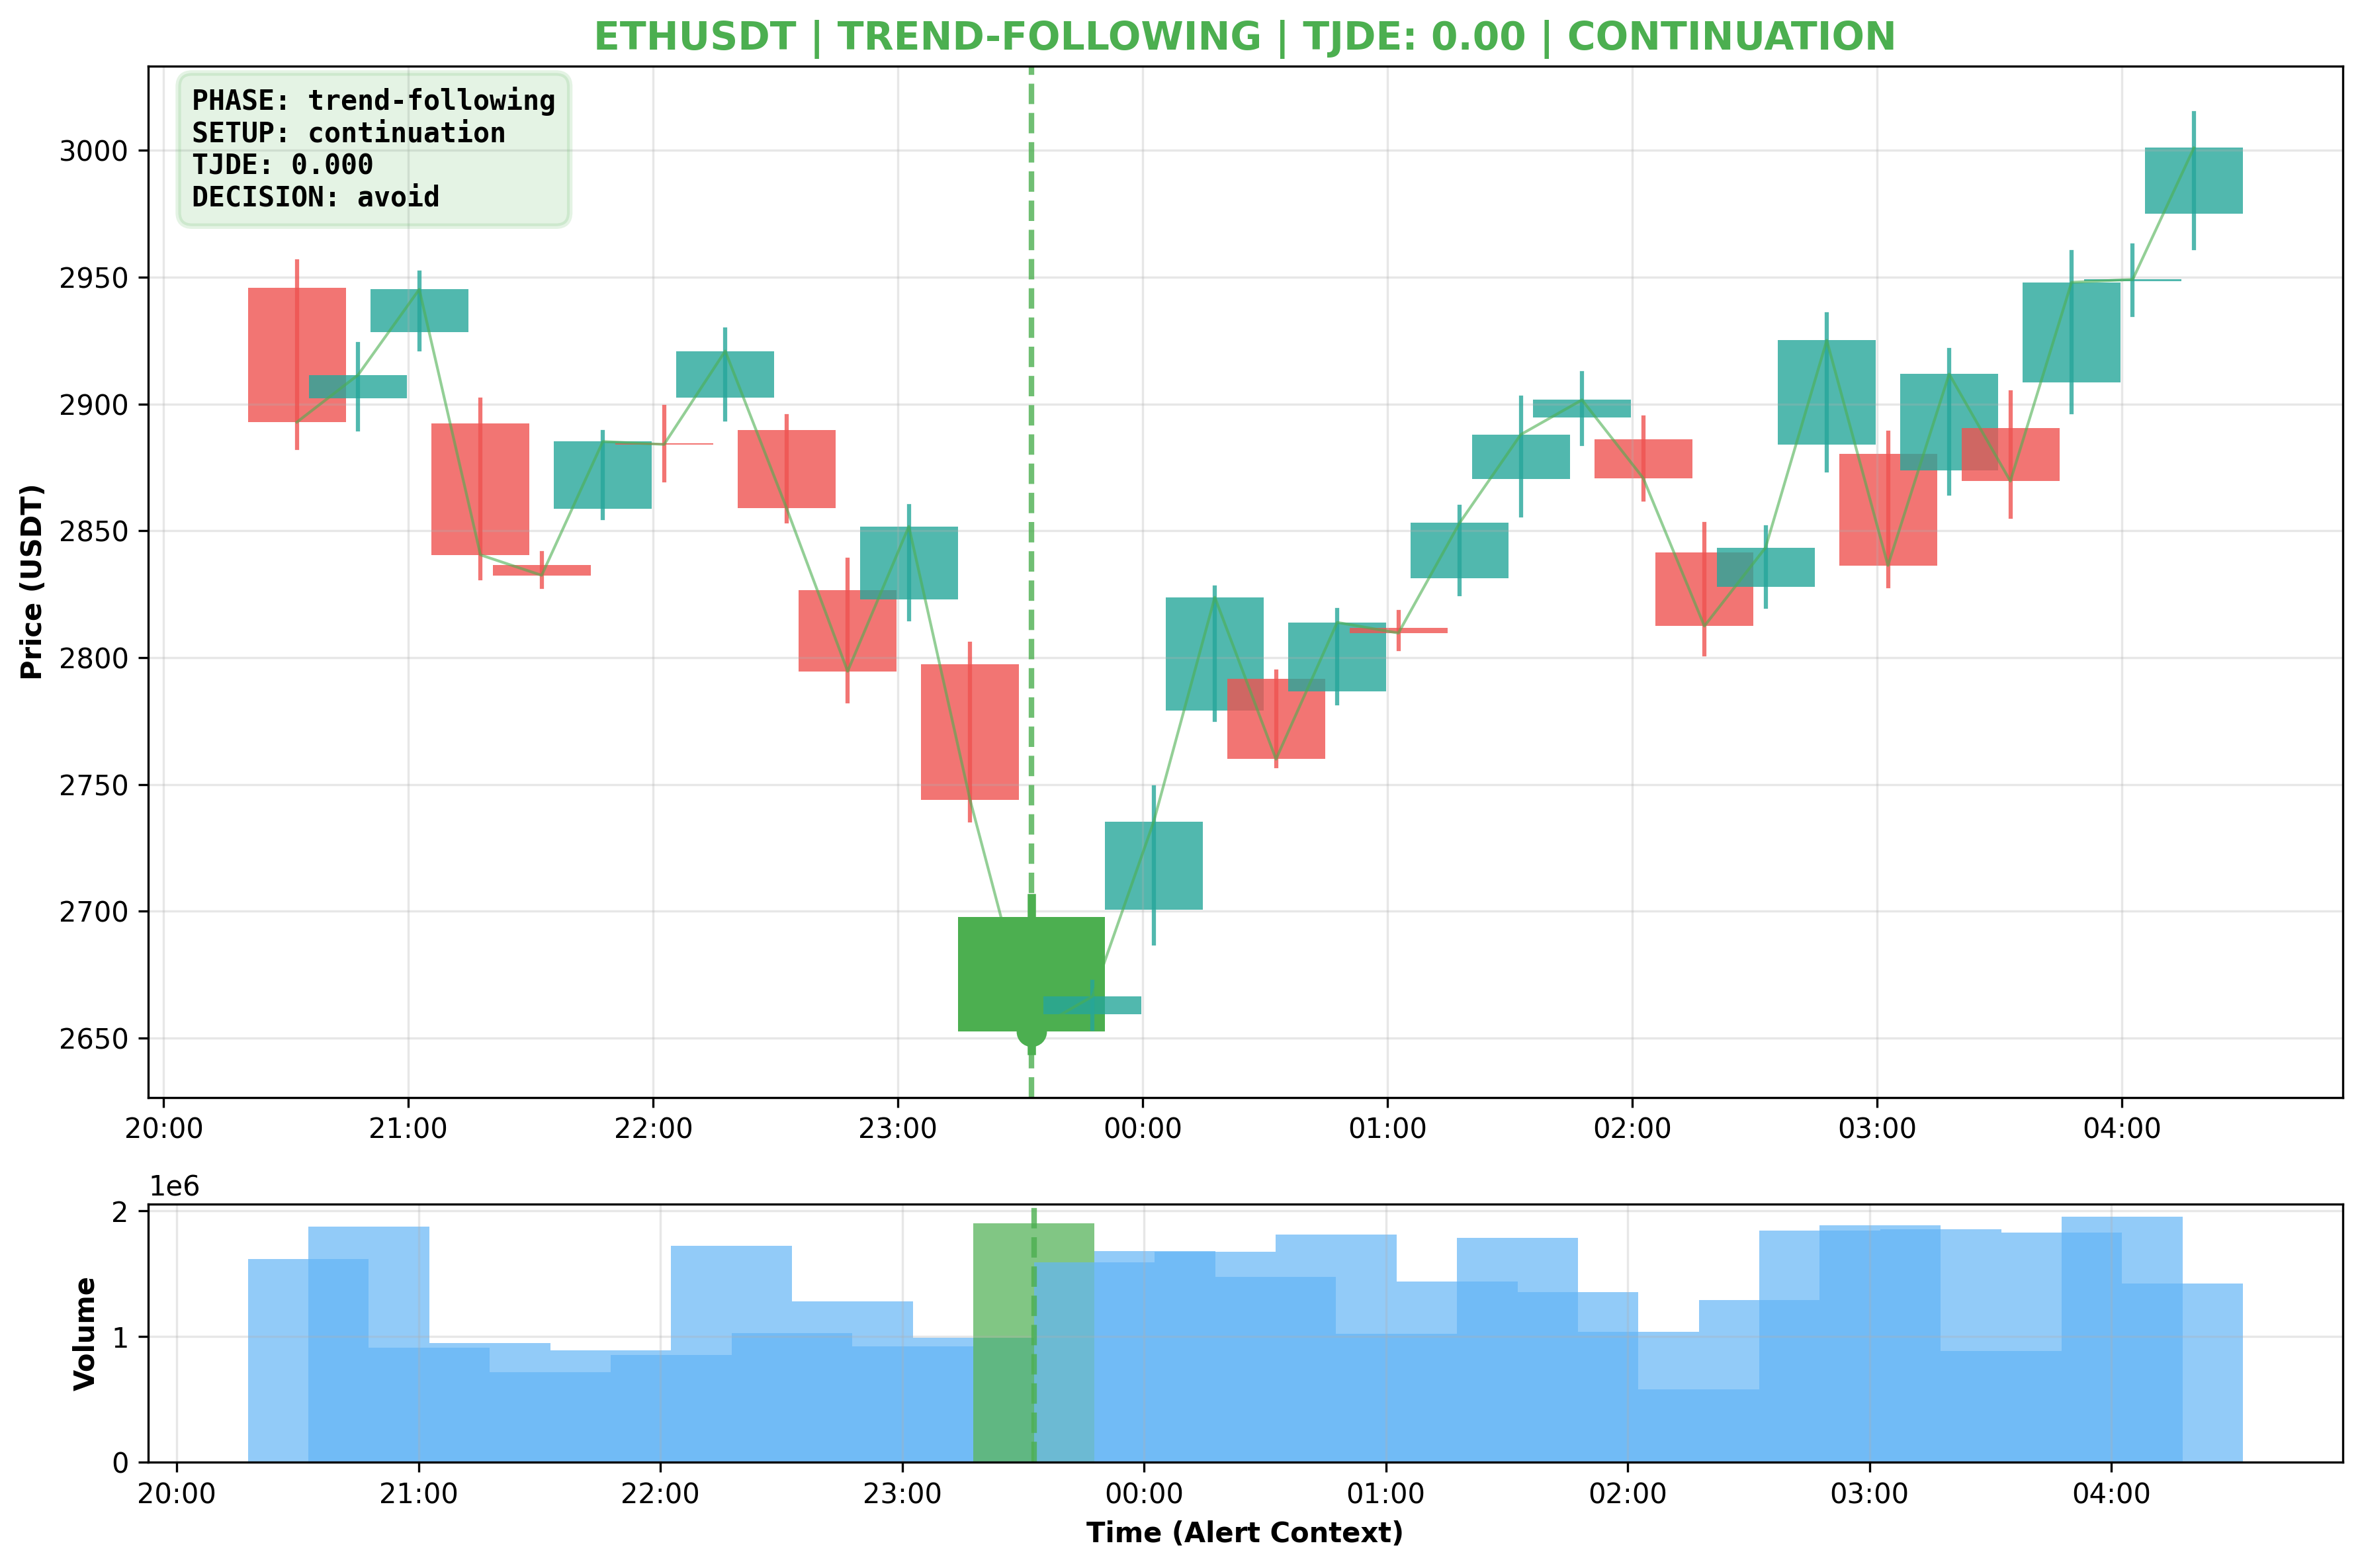 ETHUSDT | TREND-FOLLOWING | TJDE: 0.00 | CONTINUATION
PHASE: trend-following
SETUP: continuation
TJDE: 0.000
DECISION: avoid
Price (USDT)
3000
2950
2900
2850
2800
2750
2700
2650
20:00 21:00 22:00 23:00 00:00 01:00 02:00 03:00 04:00
1e6
Volume
2
1
0
20:00 21:00 22:00 23:00 00:00 01:00 02:00 03:00 04:00
Time (Alert Context)